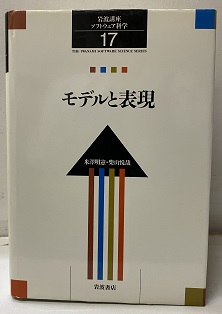 岩波講座
ソフトウェア科学
THE IWANAMI SOFTWARE SCIENCE SERIES
17
モデルと表現
米澤明憲・柴山悦哉
岩波書店